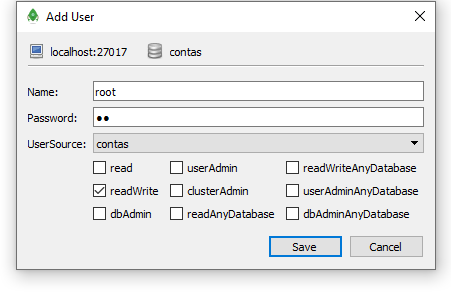 Add User
localhost:27017 contas
Name: root
Password: ●●
UserSource: contas
read userAdmin readWriteAnyDatabase
readWrite clusterAdmin userAdminAnyDatabase
dbAdmin readAnyDatabase dbAdminAnyDatabase
Save Cancel